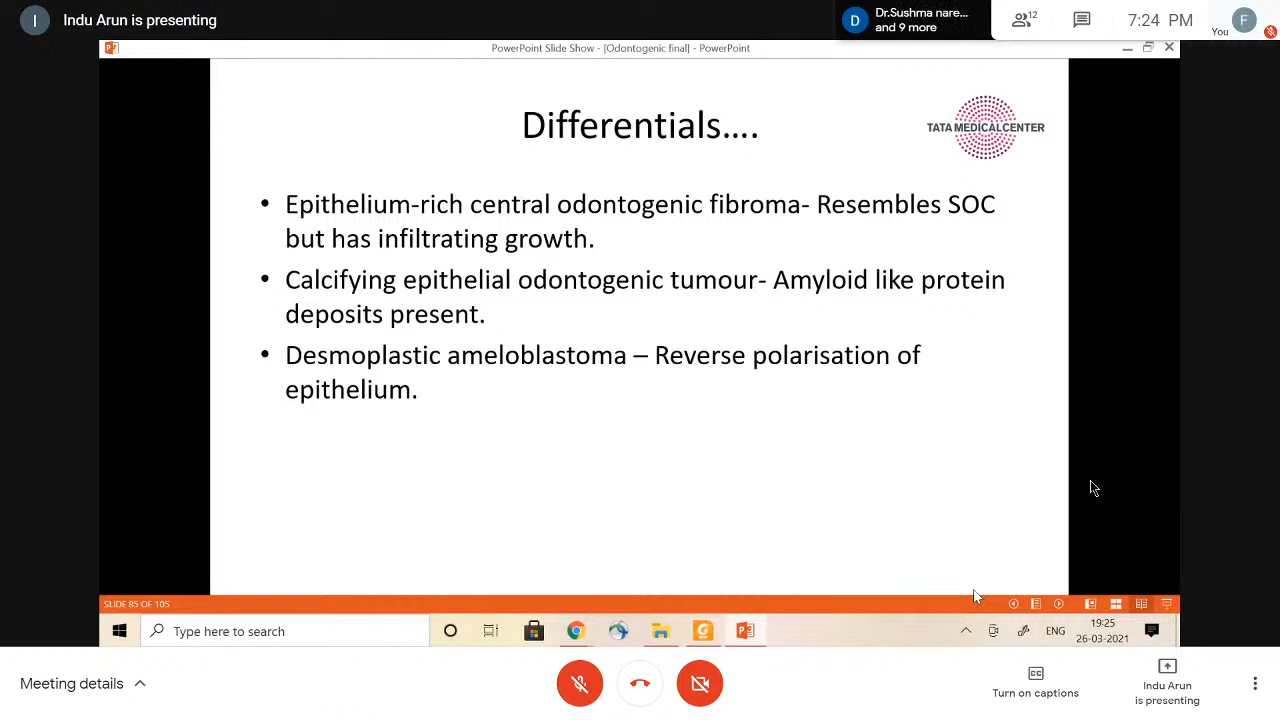 I
Indu Arun is presenting
D
Dr.Sushma nare...
and 9 more
12
7:24 PM
F
You
PowerPoint Slide Show - [Odontogenic final] - PowerPoint
Differentials….
TATA MEDICAL CENTER
• Epithelium-rich central odontogenic fibroma- Resembles SOC
but has infiltrating growth.
• Calcifying epithelial odontogenic tumour- Amyloid like protein
deposits present.
• Desmoplastic ameloblastoma – Reverse polarisation of
epithelium.
SLIDE 85 OF 105
Type here to search
ENG
19:25
26-03-2021
Meeting details
Turn on captions
Indu Arun
is presenting